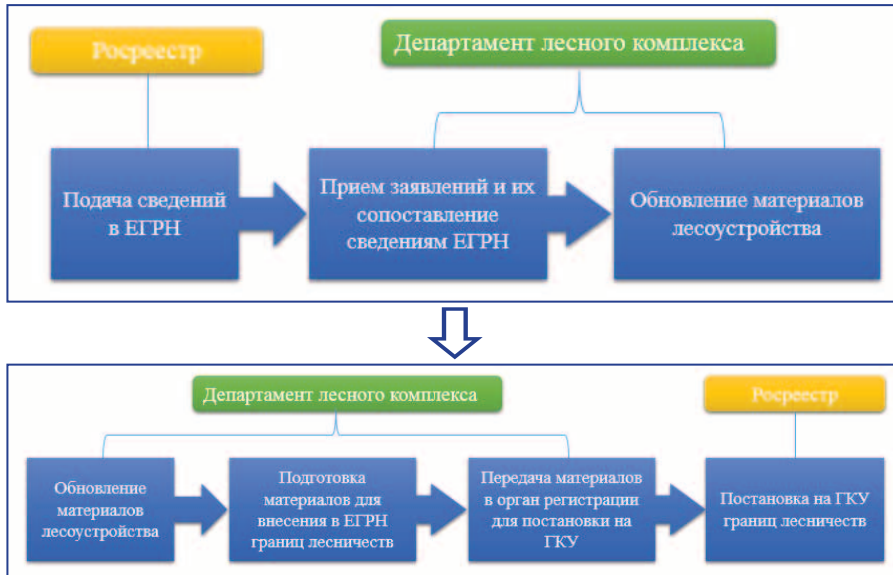 Росреестр
Департамент лесного комплекса
Подача сведений
в ЕГРН
Прием заявлений и их
сопоставление
сведениям ЕГРН
Обновление материалов
лесоустройства
Департамент лесного комплекса
Росреестр
Обновление
материалов
лесоустройства
Подготовка
материалов для
внесения в ЕГРН
границ лесничеств
Передача материалов
в орган регистрации
для постановки на
ГКУ
Постановка на ГКУ
границ лесничеств